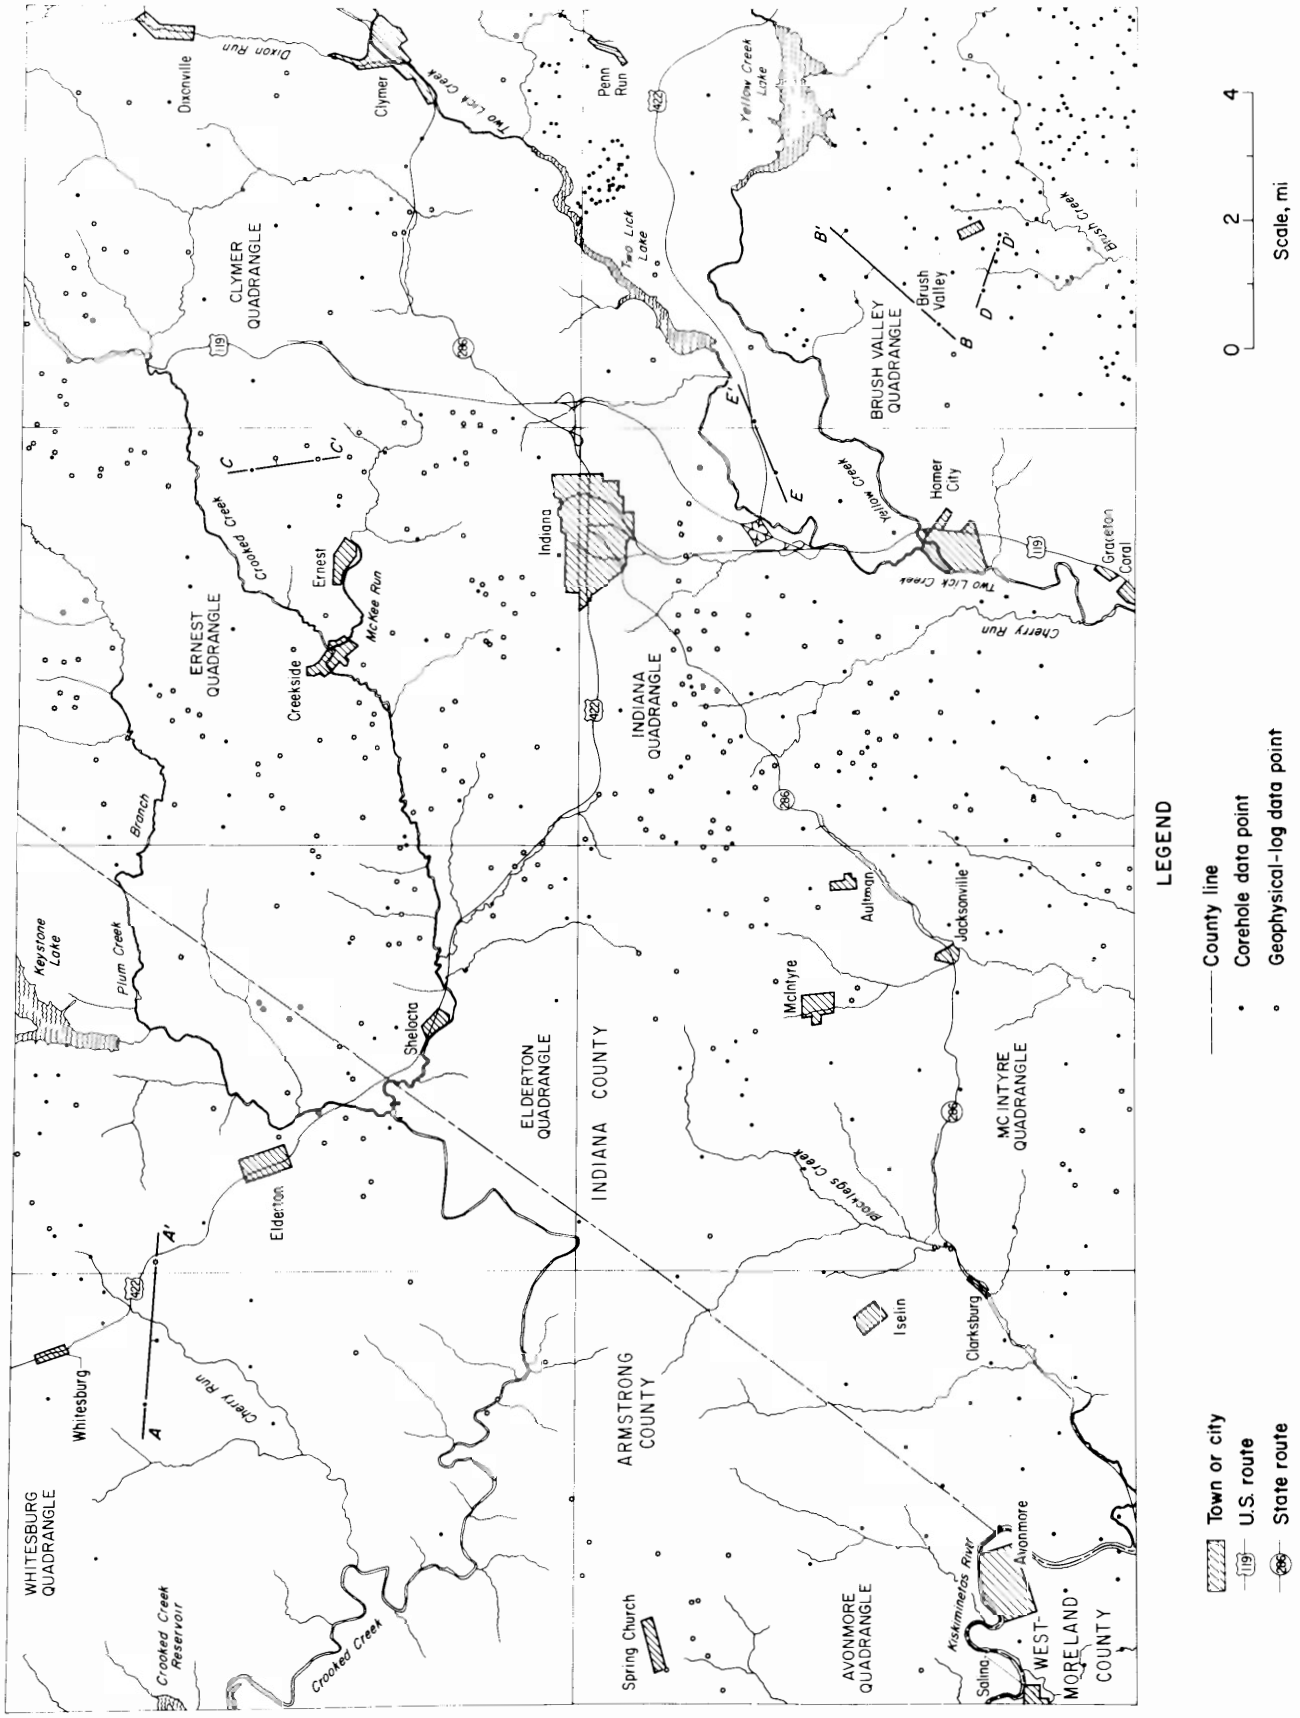 WHITESBURG
QUADRANGLE
Crooked Creek
Reservoir
Crooked Creek
Whitesburg
A
A'
422
Cherry Run
Elderton
Keystone
Lake
Plum Creek
Branch
Shelocta
ELDERTON
QUADRANGLE
ERNEST
QUADRANGLE
Crooked Creek
Creekside
Ernest
McKee Run
C
C'
119
CLYMER
QUADRANGLE
286
Dixonville
Dixon Run
Clymer
Two Lick Creek
Spring Church
AVONMORE
QUADRANGLE
Kiskiminetas River
Salina
Avonmore
WEST-
MORELAND
COUNTY
ARMSTRONG
COUNTY
Iselin
Clarksburg
INDIANA COUNTY
Blacklegs Creek
MC INTYRE
QUADRANGLE
286
McIntyre
Aultman
Jacksonville
286
INDIANA
QUADRANGLE
422
Indiana
Cherry Run
Two Lick Creek
Yellow Creek
Homer
City
119
Graceton
Coral
E
E'
Two Lick
Lake
Penn
Run
422
Yellow Creek
Lake
BRUSH VALLEY
QUADRANGLE
Brush
Valley
B
B'
D
D'
Brush Creek
LEGEND
Town or city
119 U.S. route
286 State route
County line
Corehole data point
Geophysical-log data point
0 2 4
Scale, mi